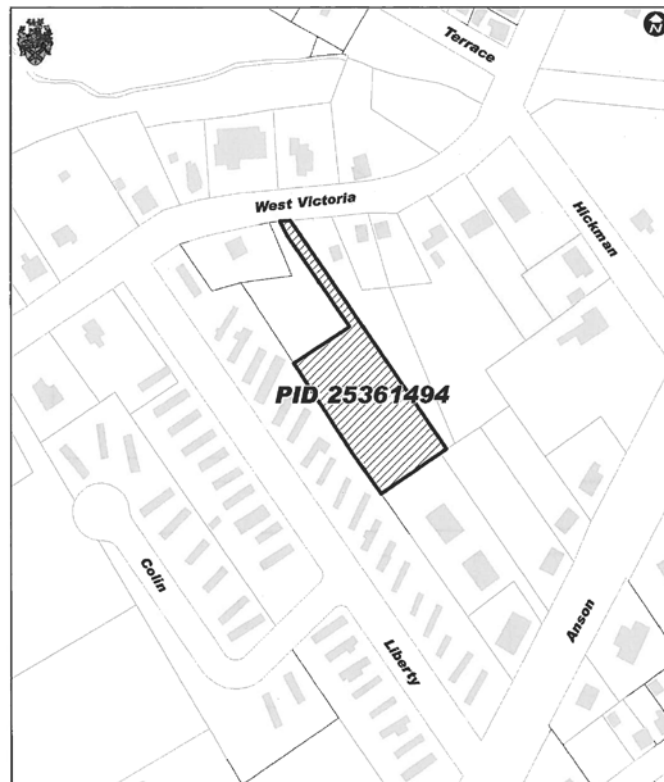 N
Terrace
West Victoria
Hickman
PID 25361494
Colin
Liberty
Anson